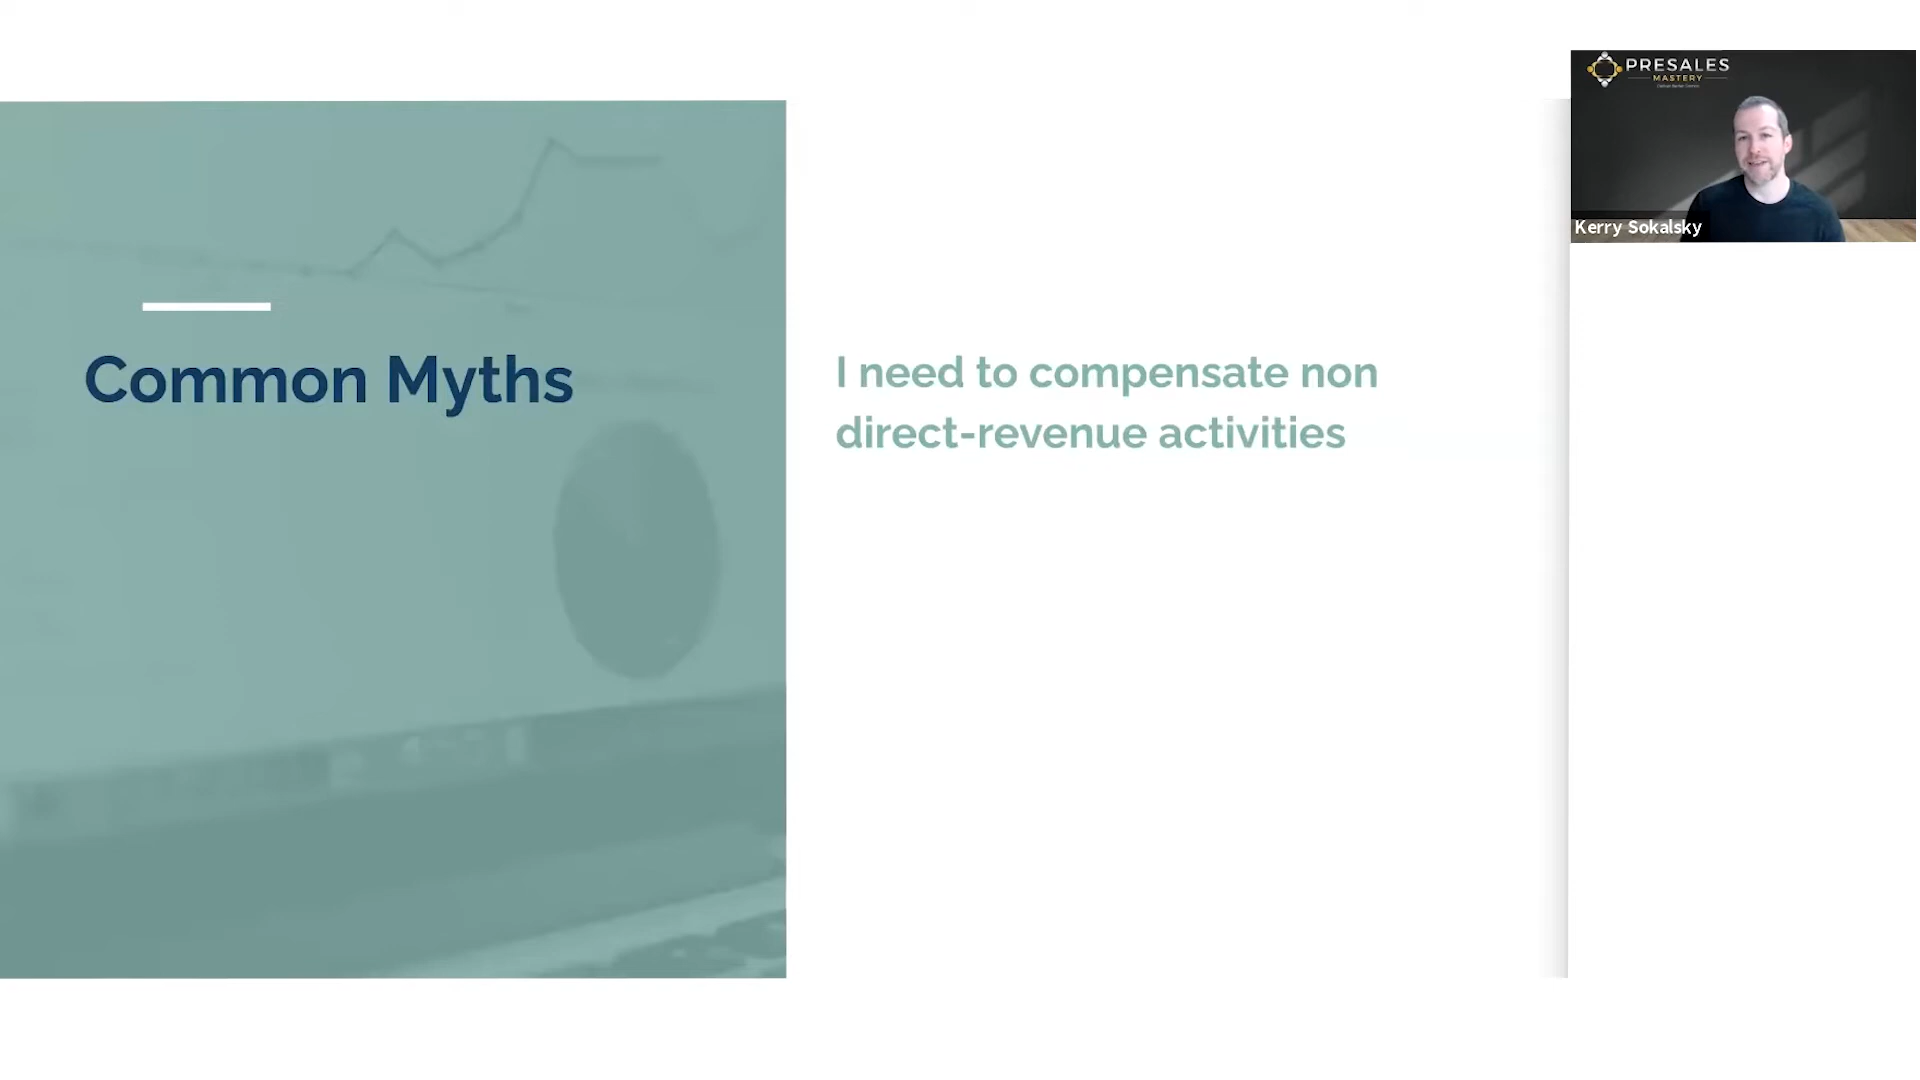 Common Myths
I need to compensate non
direct-revenue activities
PRESALES
MASTERY
Kerry Sokalsky